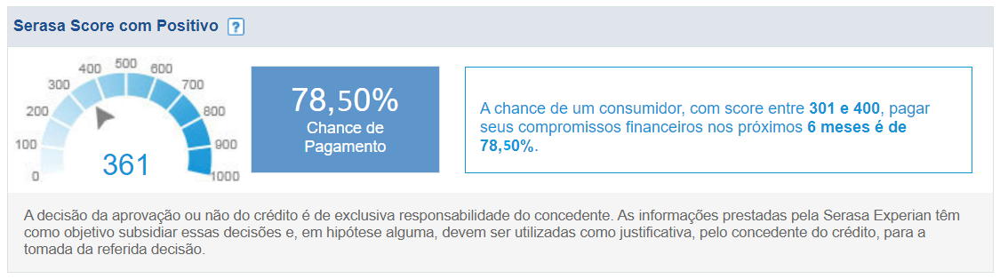 Serasa Score com Positivo ?
0
100
200
300
400
500
600
700
800
900
1000
361
78,50%
Chance de
Pagamento
A chance de um consumidor, com score entre 301 e 400, pagar
seus compromissos financeiros nos próximos 6 meses é de
78,50%.
A decisão da aprovação ou não do crédito é de exclusiva responsabilidade do concedente. As informações prestadas pela Serasa Experian têm
como objetivo subsidiar essas decisões e, em hipótese alguma, devem ser utilizadas como justificativa, pelo concedente do crédito, para a
tomada da referida decisão.